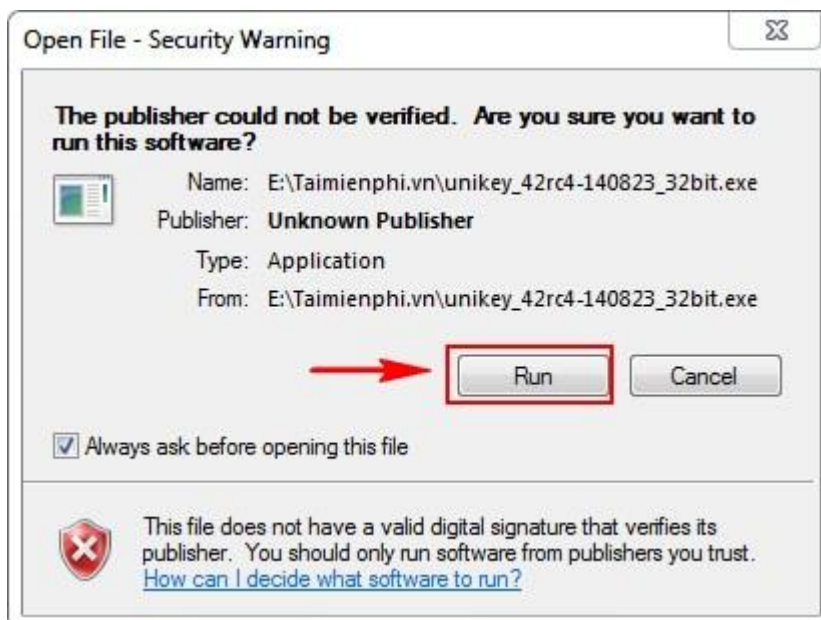 Open File - Security Warning
The publisher could not be verified. Are you sure you want to
run this software?
Name: E:\Taimienphi.vn\unikey_42rc4-140823_32bit.exe
Publisher: Unknown Publisher
Type: Application
From: E:\Taimienphi.vn\unikey_42rc4-140823_32bit.exe
Run Cancel
Always ask before opening this file
This file does not have a valid digital signature that verifies its
publisher. You should only run software from publishers you trust.
How can I decide what software to run?